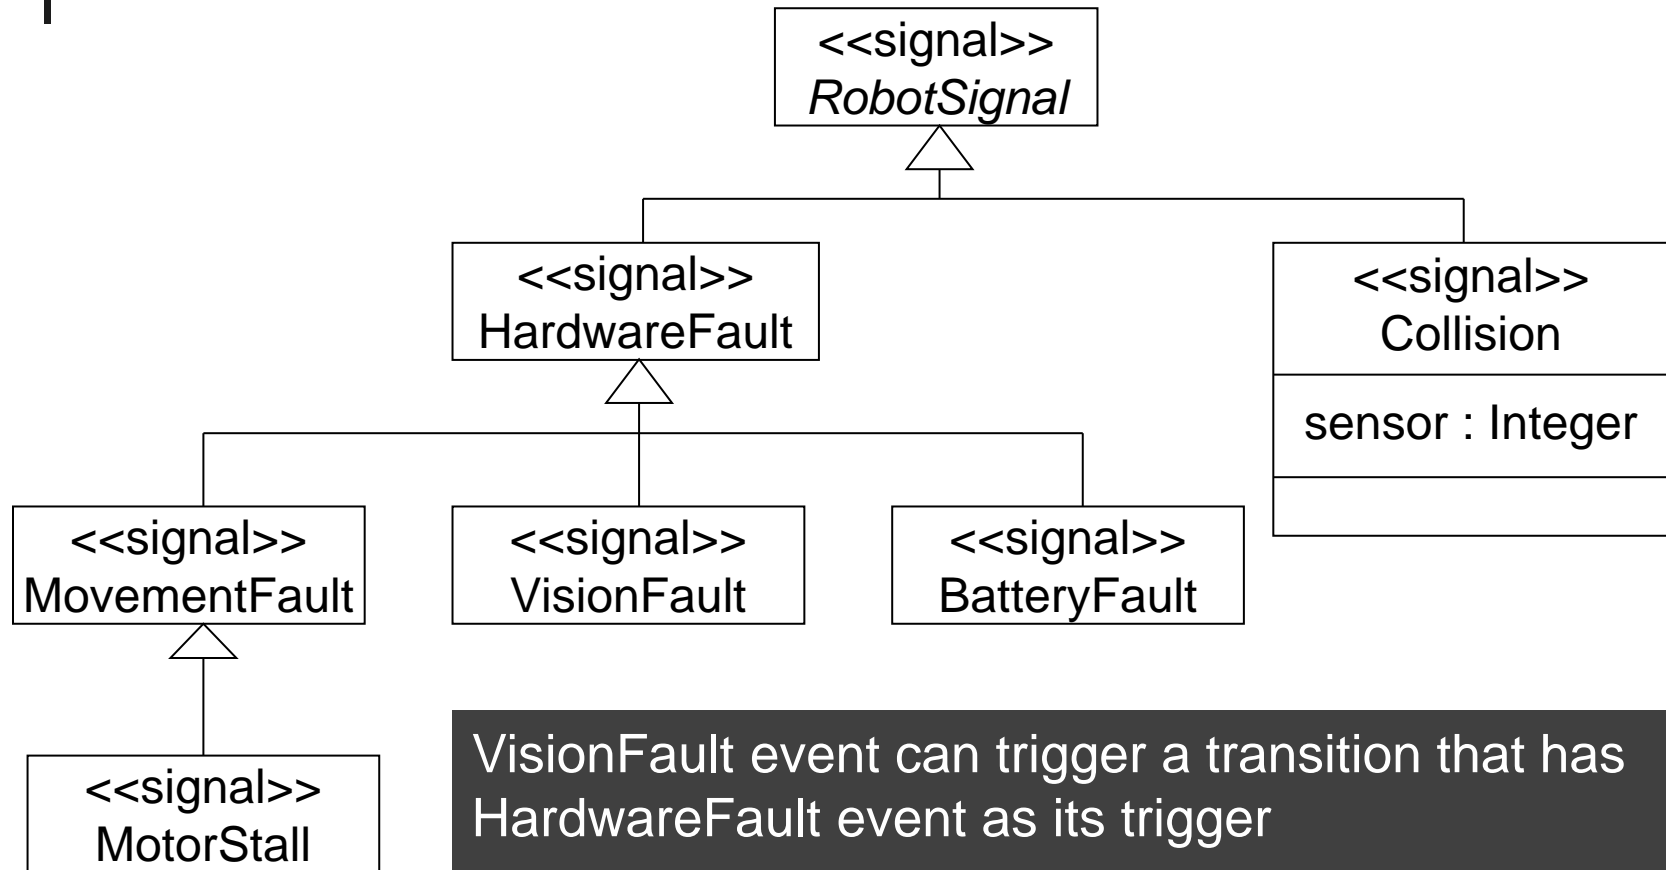 <<signal>>
RobotSignal
<<signal>>
HardwareFault
<<signal>>
Collision
sensor : Integer
<<signal>>
MovementFault
<<signal>>
VisionFault
<<signal>>
BatteryFault
<<signal>>
MotorStall
VisionFault event can trigger a transition that has
HardwareFault event as its trigger